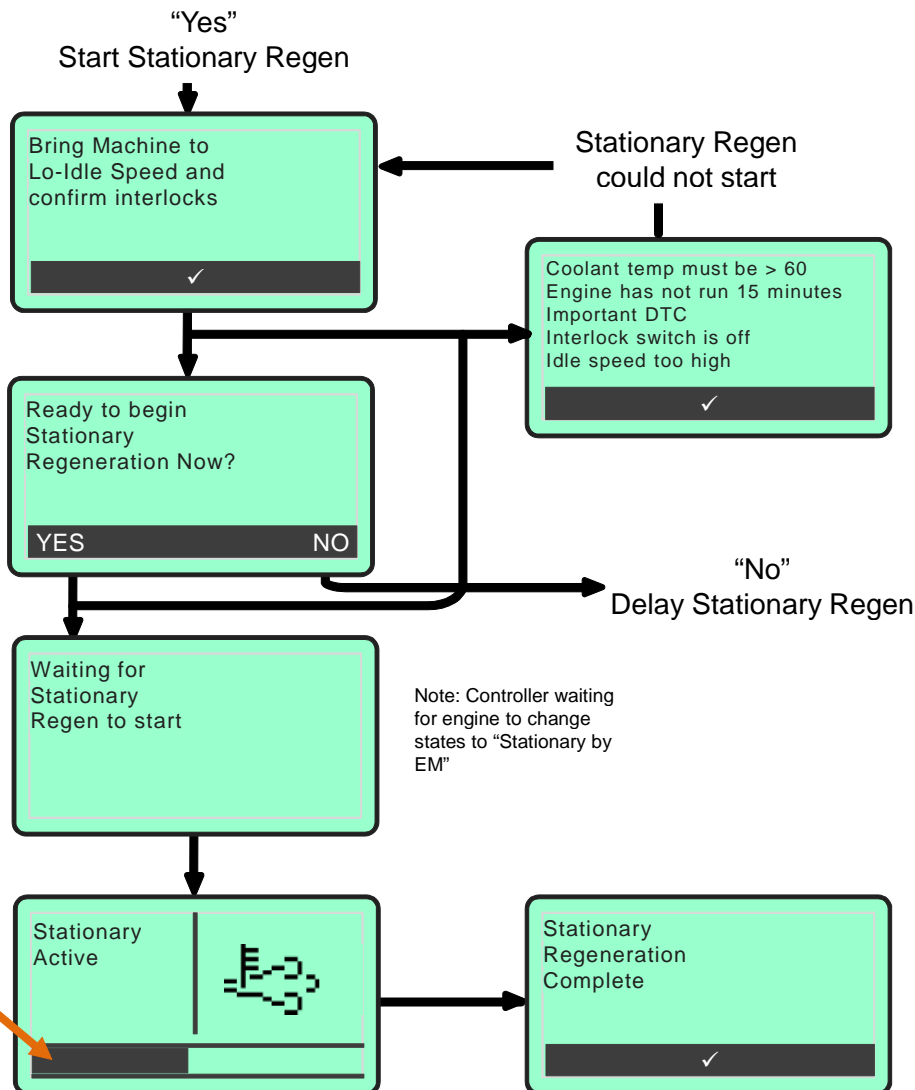 “Yes”
Start Stationary Regen
Bring Machine to
Lo-Idle Speed and
confirm interlocks
✓
Stationary Regen
could not start
Coolant temp must be > 60
Engine has not run 15 minutes
Important DTC
Interlock switch is off
Idle speed too high
✓
Ready to begin
Stationary
Regeneration Now?
YES NO
“No”
Delay Stationary Regen
Waiting for
Stationary
Regen to start
Note: Controller waiting
for engine to change
states to “Stationary by
EM”
Stationary
Active
Stationary
Regeneration
Complete
✓